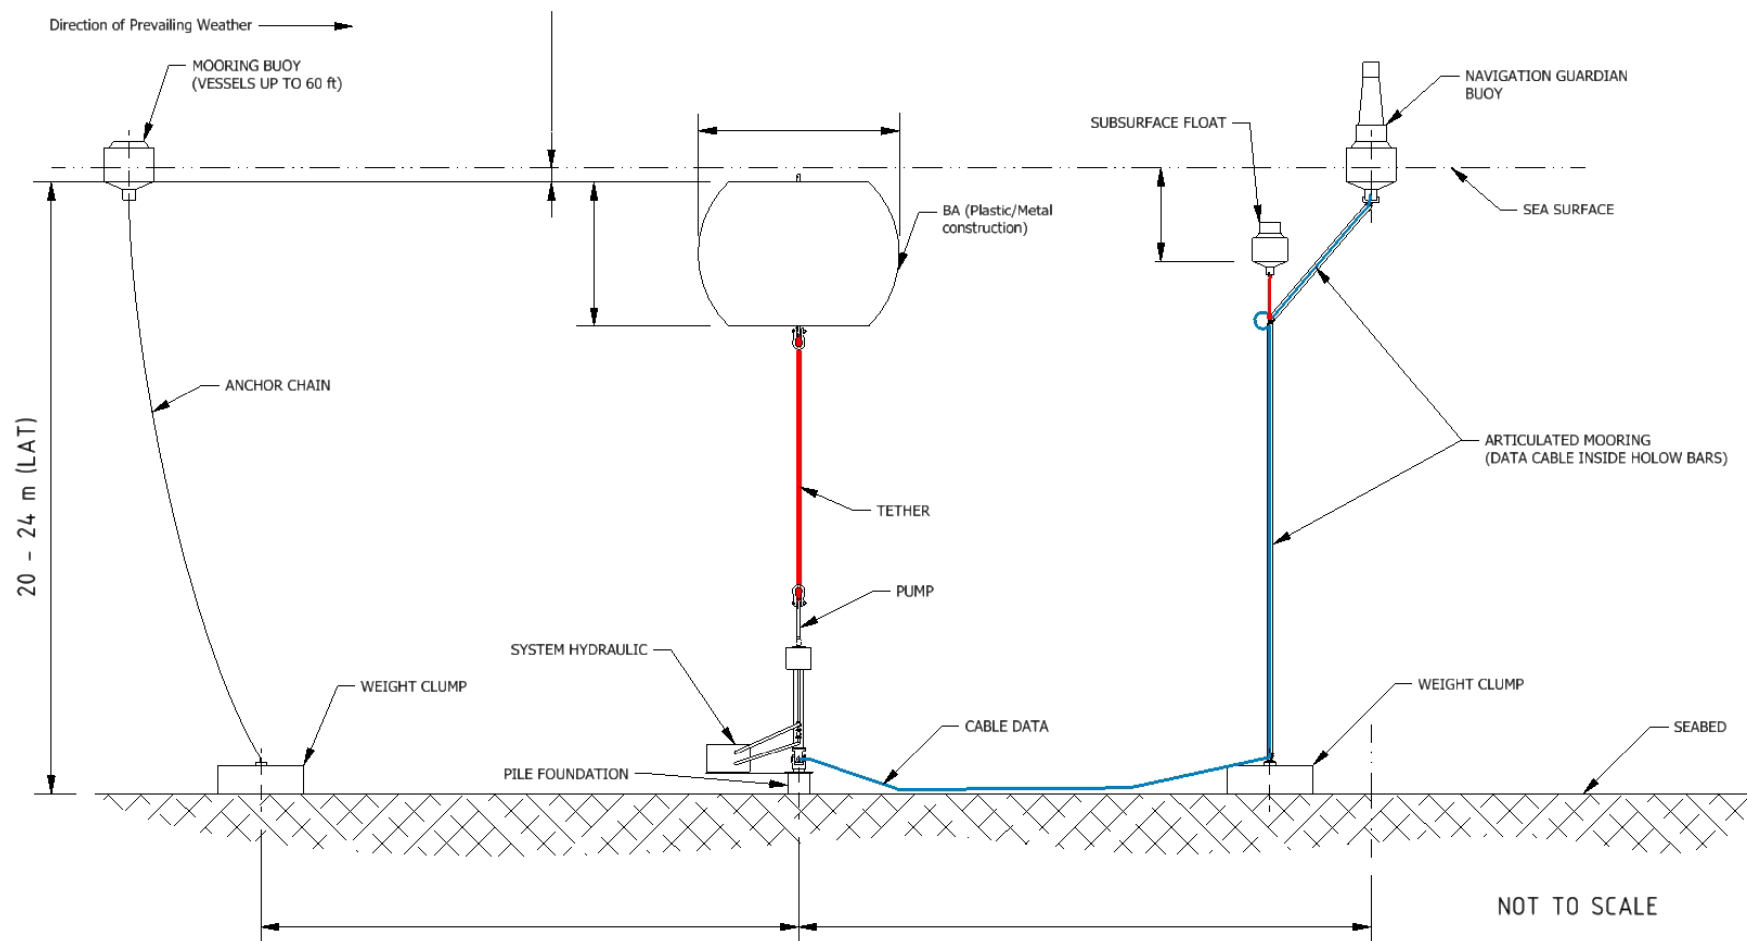 Direction of Prevailing Weather
MOORING BUOY
(VESSELS UP TO 60 ft)
NAVIGATION GUARDIAN
BUOY
SUBSURFACE FLOAT
SEA SURFACE
BA (Plastic/Metal
construction)
ANCHOR CHAIN
20 - 24 m (LAT)
ARTICULATED MOORING
(DATA CABLE INSIDE HOLOW BARS)
TETHER
PUMP
SYSTEM HYDRAULIC
WEIGHT CLUMP
WEIGHT CLUMP
CABLE DATA
SEABED
PILE FOUNDATION
NOT TO SCALE